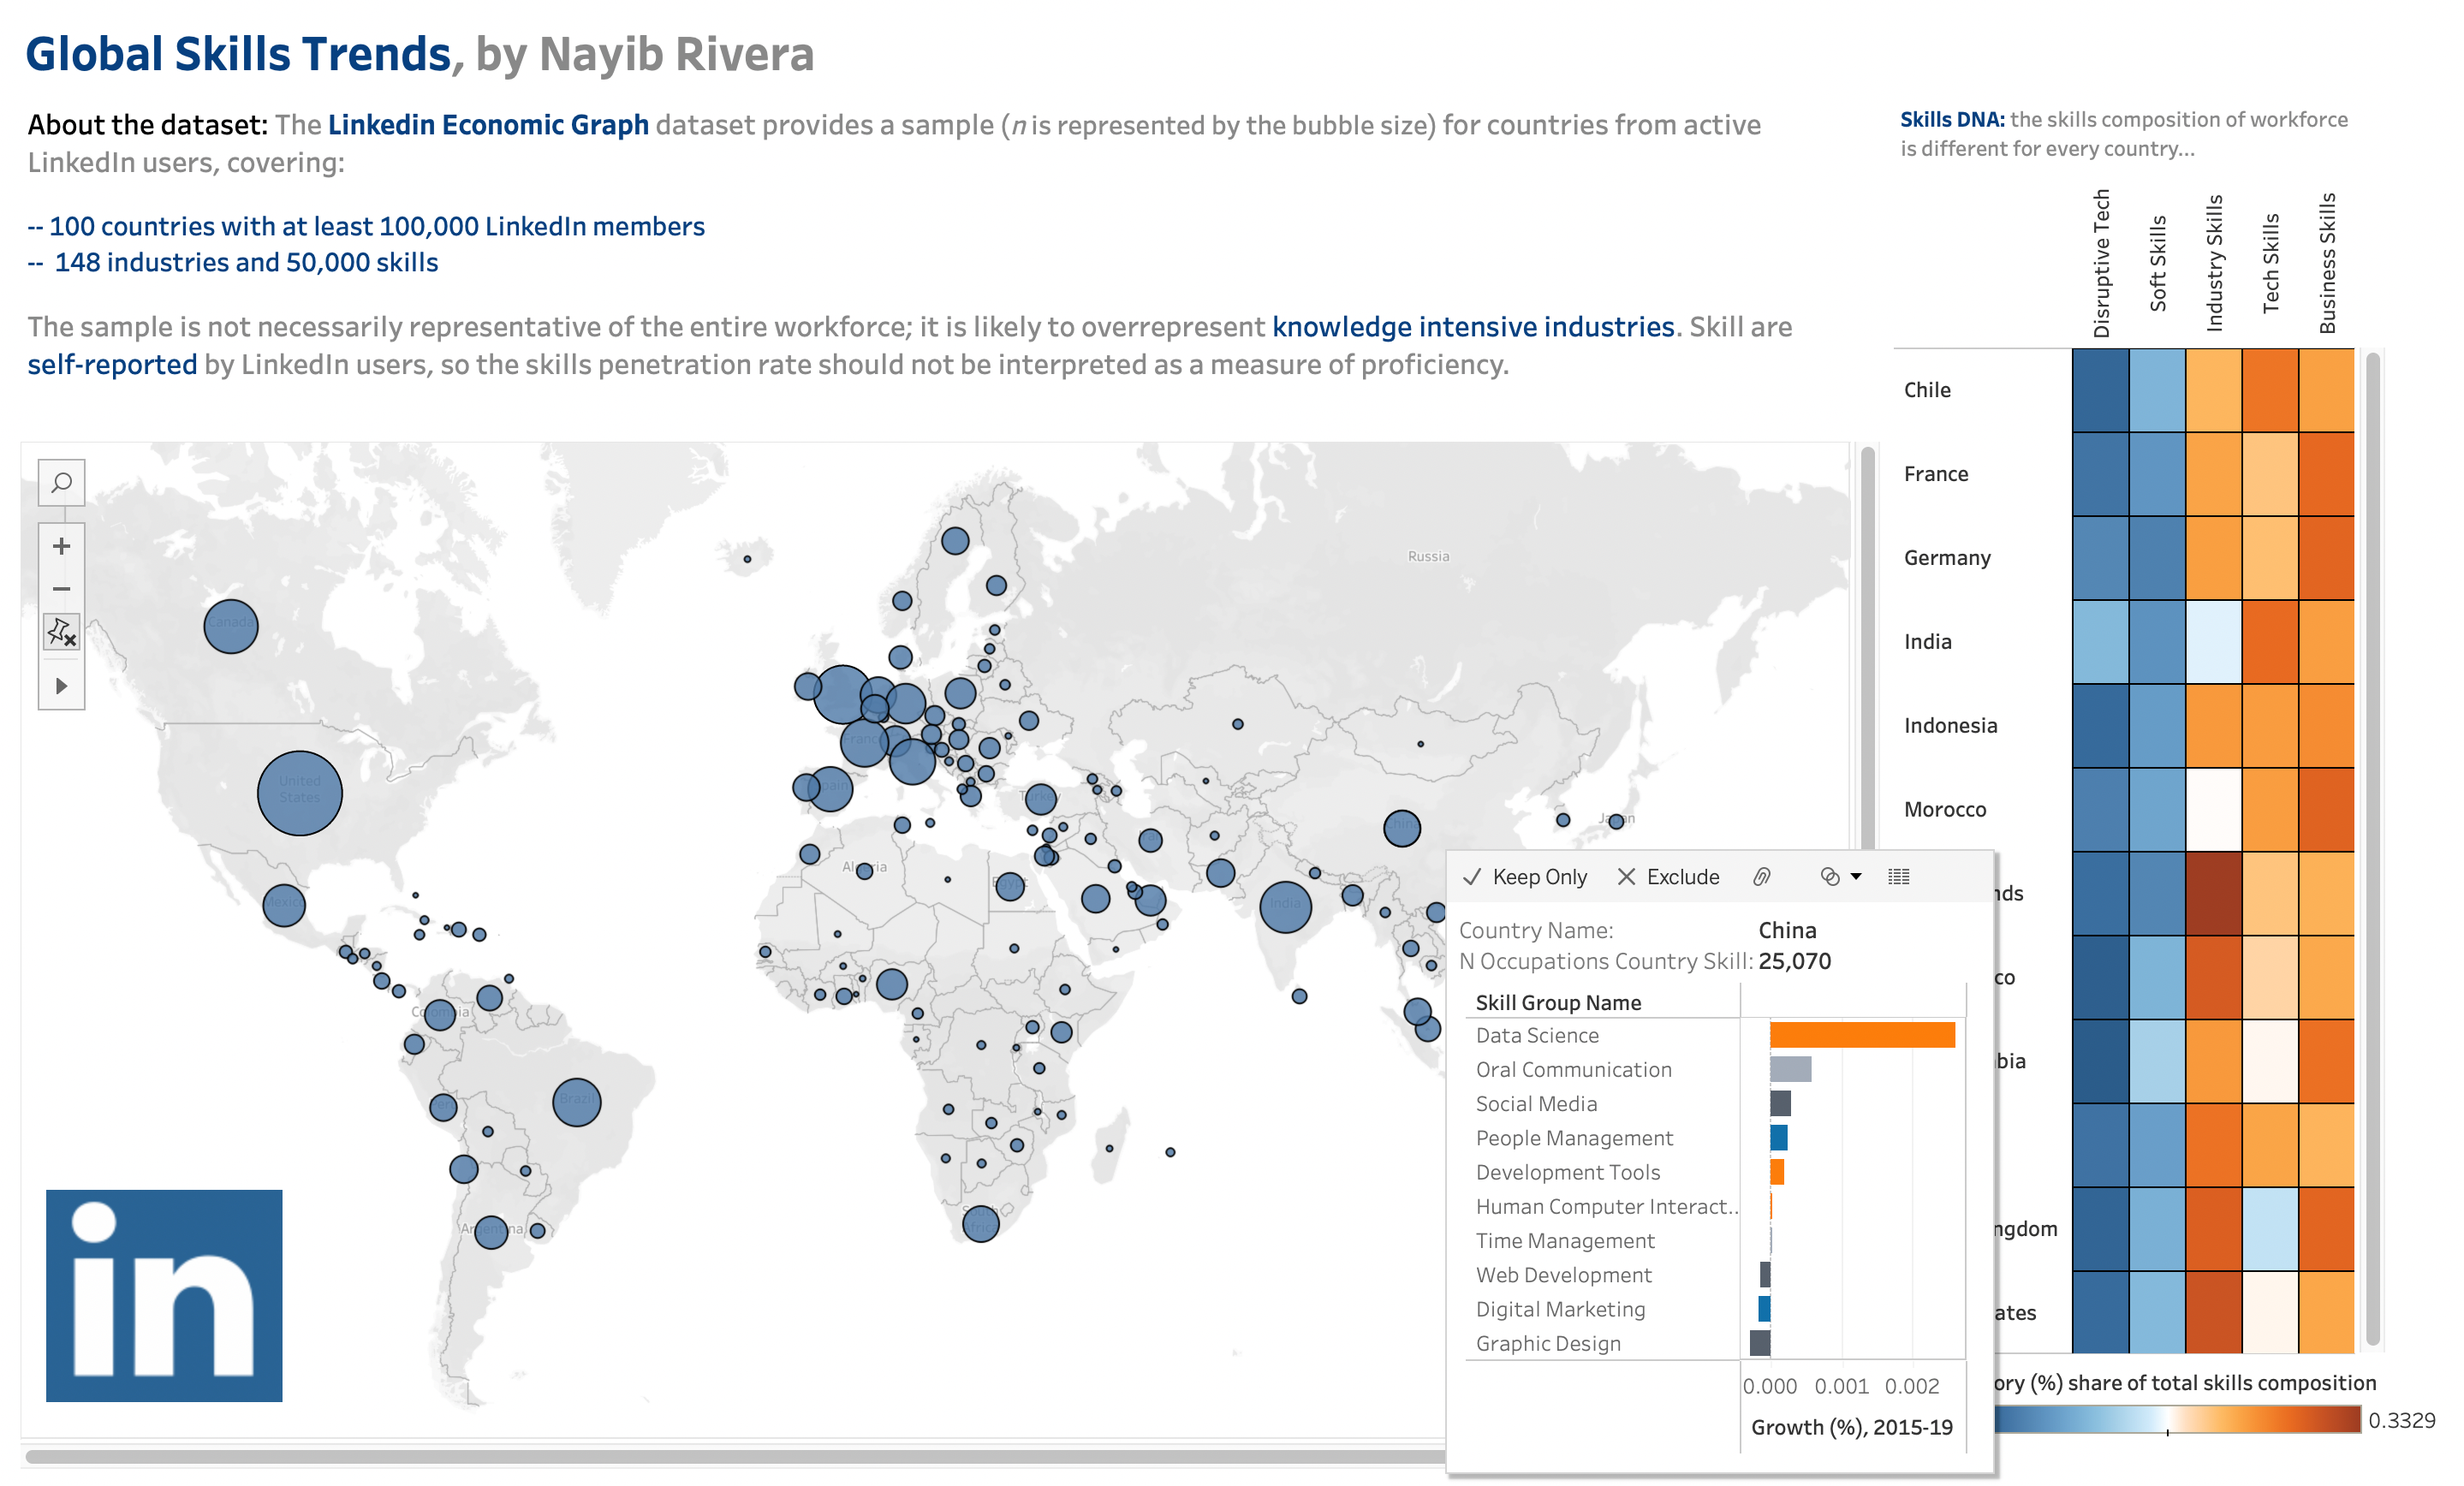 Global Skills Trends, by Nayib Rivera
About the dataset: The Linkedin Economic Graph dataset provides a sample (n is represented by the bubble size) for countries from active
LinkedIn users, covering:
-- 100 countries with at least 100,000 LinkedIn members
-- 148 industries and 50,000 skills
The sample is not necessarily representative of the entire workforce; it is likely to overrepresent knowledge intensive industries. Skill are
self-reported by LinkedIn users, so the skills penetration rate should not be interpreted as a measure of proficiency.
Skills DNA: the skills composition of workforce
is different for every country...
Disruptive Tech
Soft Skills
Industry Skills
Tech Skills
Business Skills
Chile
France
Germany
India
Indonesia
Morocco
nds
co
bia
ngdom
ates
ory (%) share of total skills composition
0.3329
Russia
Canada
United
States
Mexico
Colombia
Brazil
Argentina
France
Spain
Turkey
Algeria
Egypt
India
China
Japan
South
Africa
in
Keep Only
Exclude
Country Name: China
N Occupations Country Skill: 25,070
Skill Group Name
Data Science
Oral Communication
Social Media
People Management
Development Tools
Human Computer Interact..
Time Management
Web Development
Digital Marketing
Graphic Design
0.000 0.001 0.002
Growth (%), 2015-19